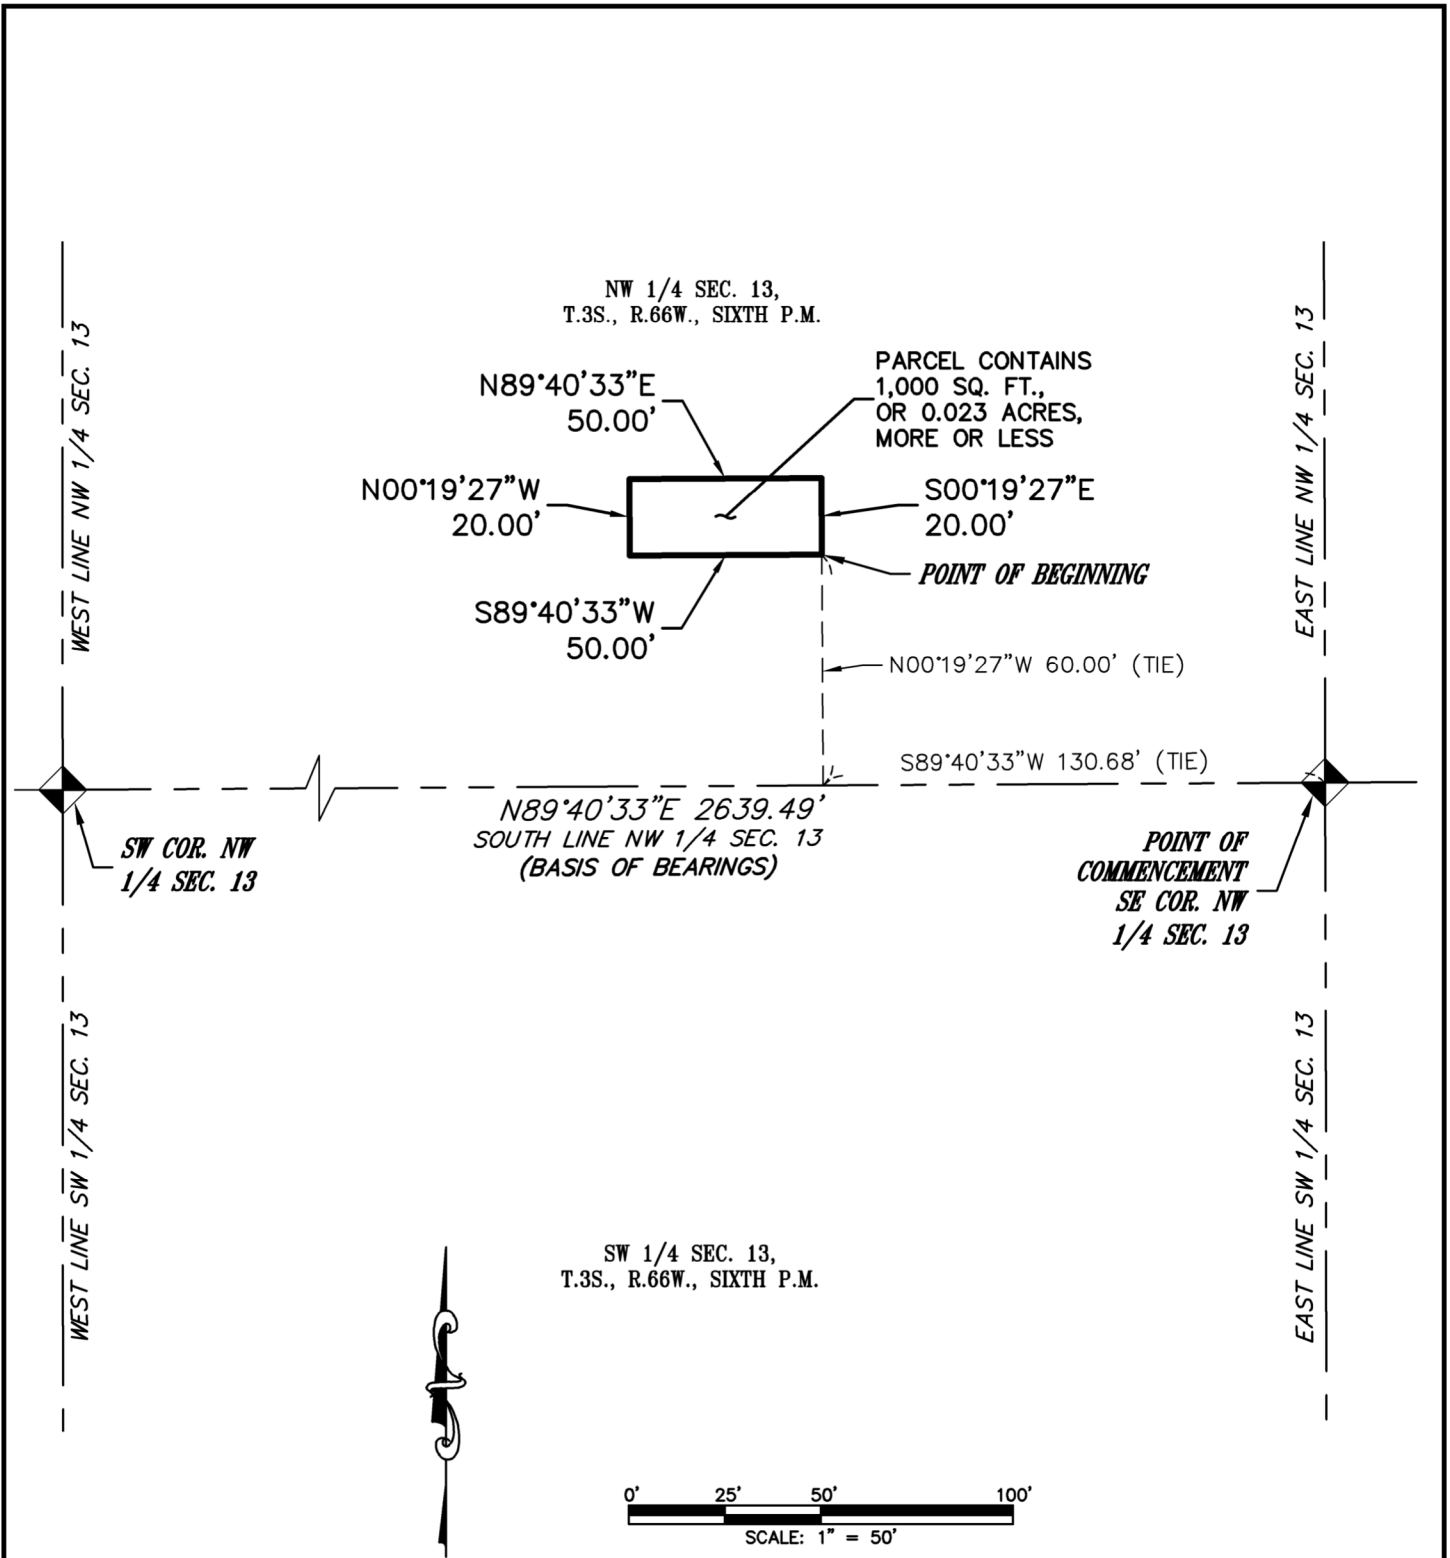 NW 1/4 SEC. 13,
T.3S., R.66W., SIXTH P.M.
WEST LINE NW 1/4 SEC. 13
EAST LINE NW 1/4 SEC. 13
PARCEL CONTAINS
1,000 SQ. FT.,
OR 0.023 ACRES,
MORE OR LESS
N89°40'33"E
50.00'
N00°19'27"W
20.00'
S00°19'27"E
20.00'
POINT OF BEGINNING
S89°40'33"W
50.00'
N00°19'27"W 60.00' (TIE)
S89°40'33"W 130.68' (TIE)
N89°40'33"E 2639.49'
SOUTH LINE NW 1/4 SEC. 13
(BASIS OF BEARINGS)
SW COR. NW
1/4 SEC. 13
POINT OF
COMMENCEMENT
SE COR. NW
1/4 SEC. 13
WEST LINE SW 1/4 SEC. 13
EAST LINE SW 1/4 SEC. 13
SW 1/4 SEC. 13,
T.3S., R.66W., SIXTH P.M.
0' 25' 50' 100'
SCALE: 1" = 50'